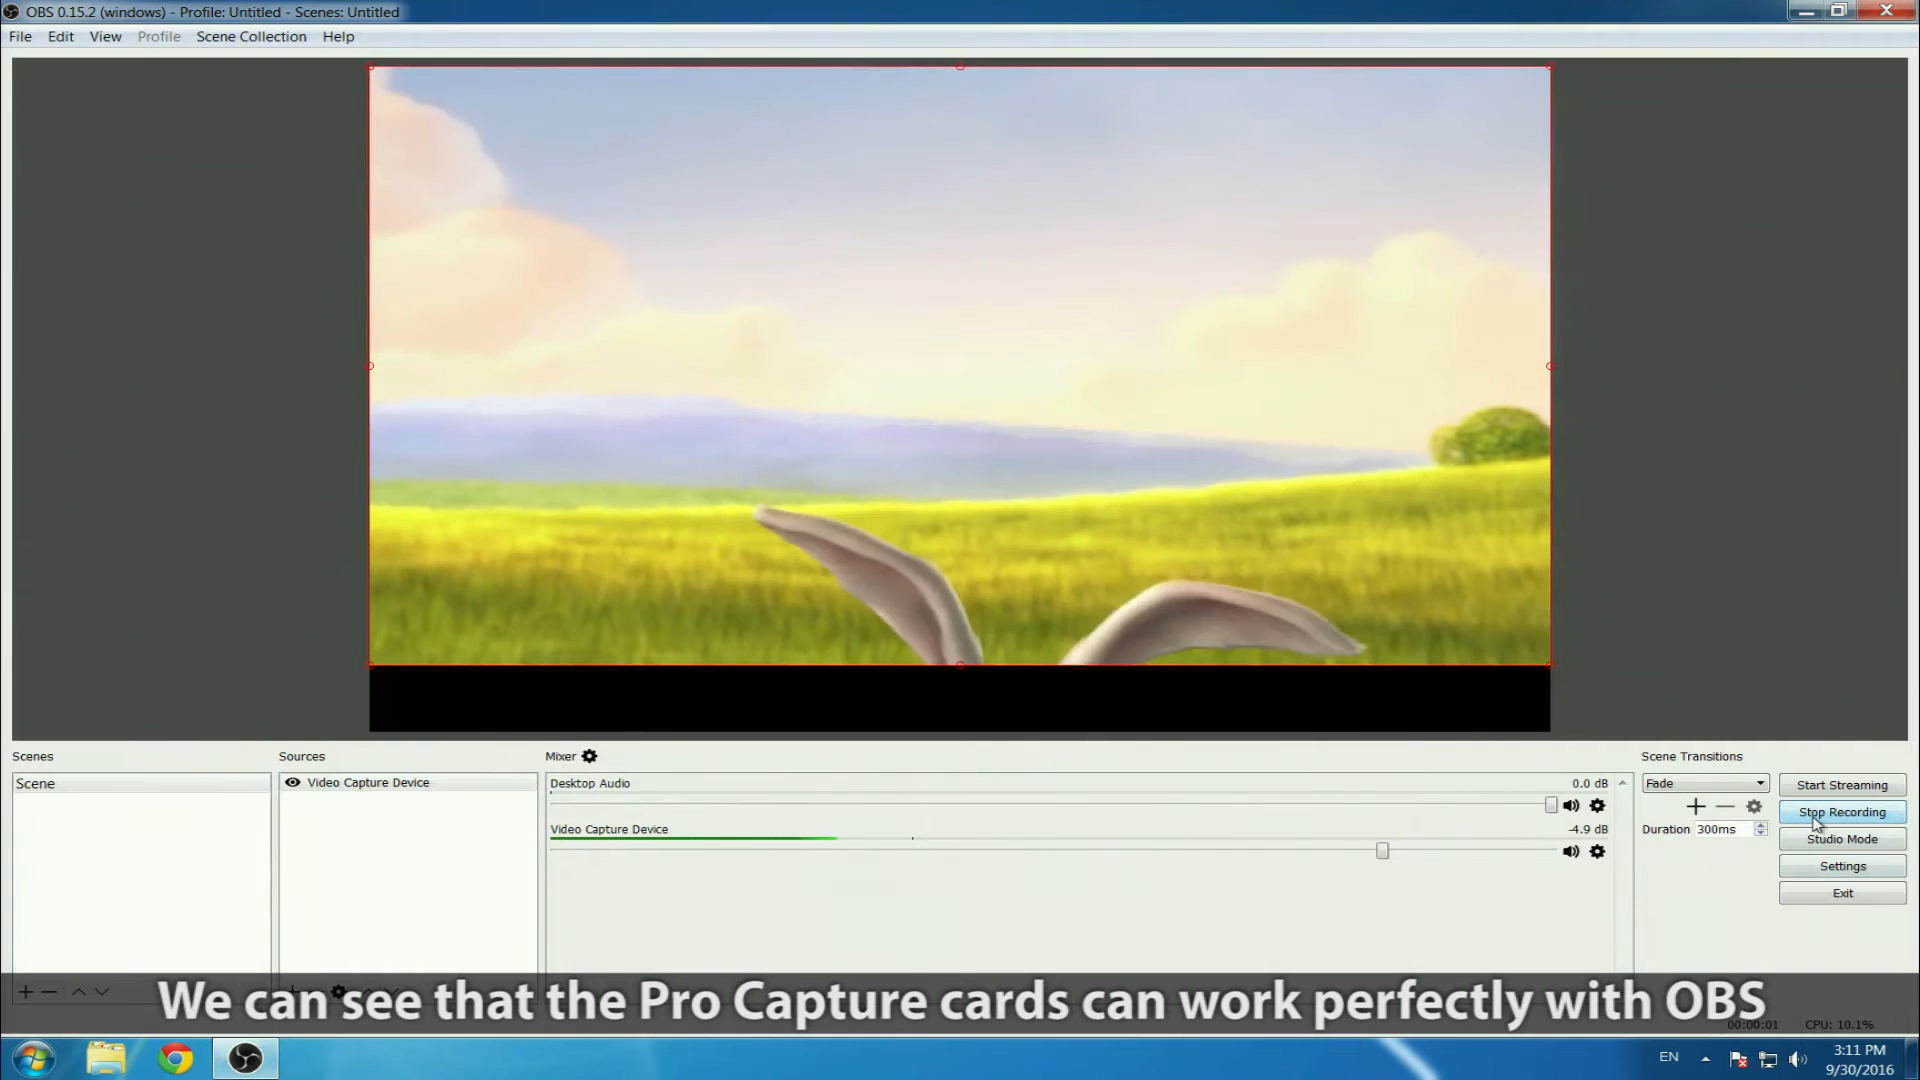 OBS 0.15.2 (windows) - Profile: Untitled - Scenes: Untitled
File Edit View Profile Scene Collection Help
Scenes Sources Mixer Scene Transitions
Scene
Video Capture Device
Desktop Audio 0.0 dB
Video Capture Device -4.9 dB
Fade
Duration 300ms
Start Streaming
Stop Recording
Studio Mode
Settings
Exit
We can see that the Pro Capture cards can work perfectly with OBS
00:00:01 CPU: 10.1%
EN
3:11 PM
9/30/2016